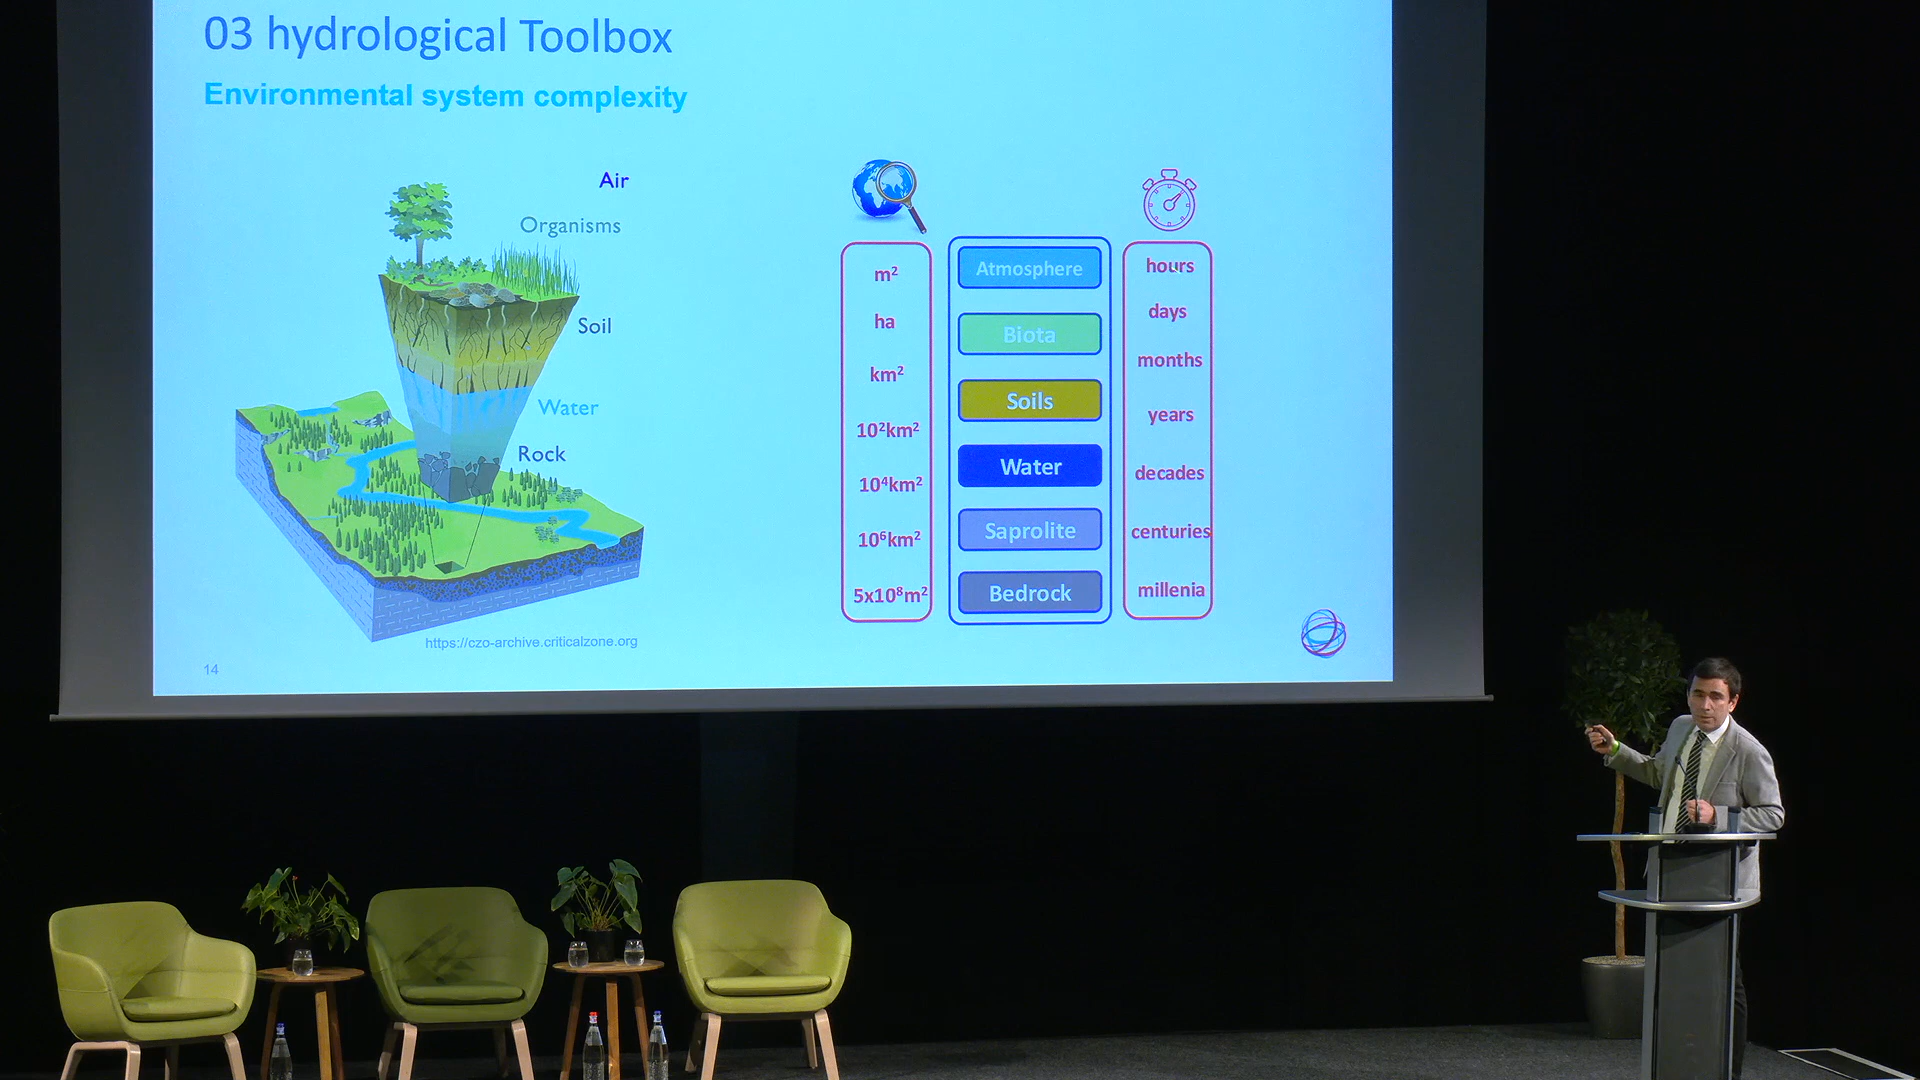 03 hydrological Toolbox
Environmental system complexity
Air
Organisms
Soil
Water
Rock
https://czo-archive.criticalzone.org
14
m²
ha
km²
10²km²
10⁴km²
10⁶km²
5x10⁸m²
Atmosphere
Biota
Soils
Water
Saprolite
Bedrock
hours
days
months
years
decades
centuries
millenia